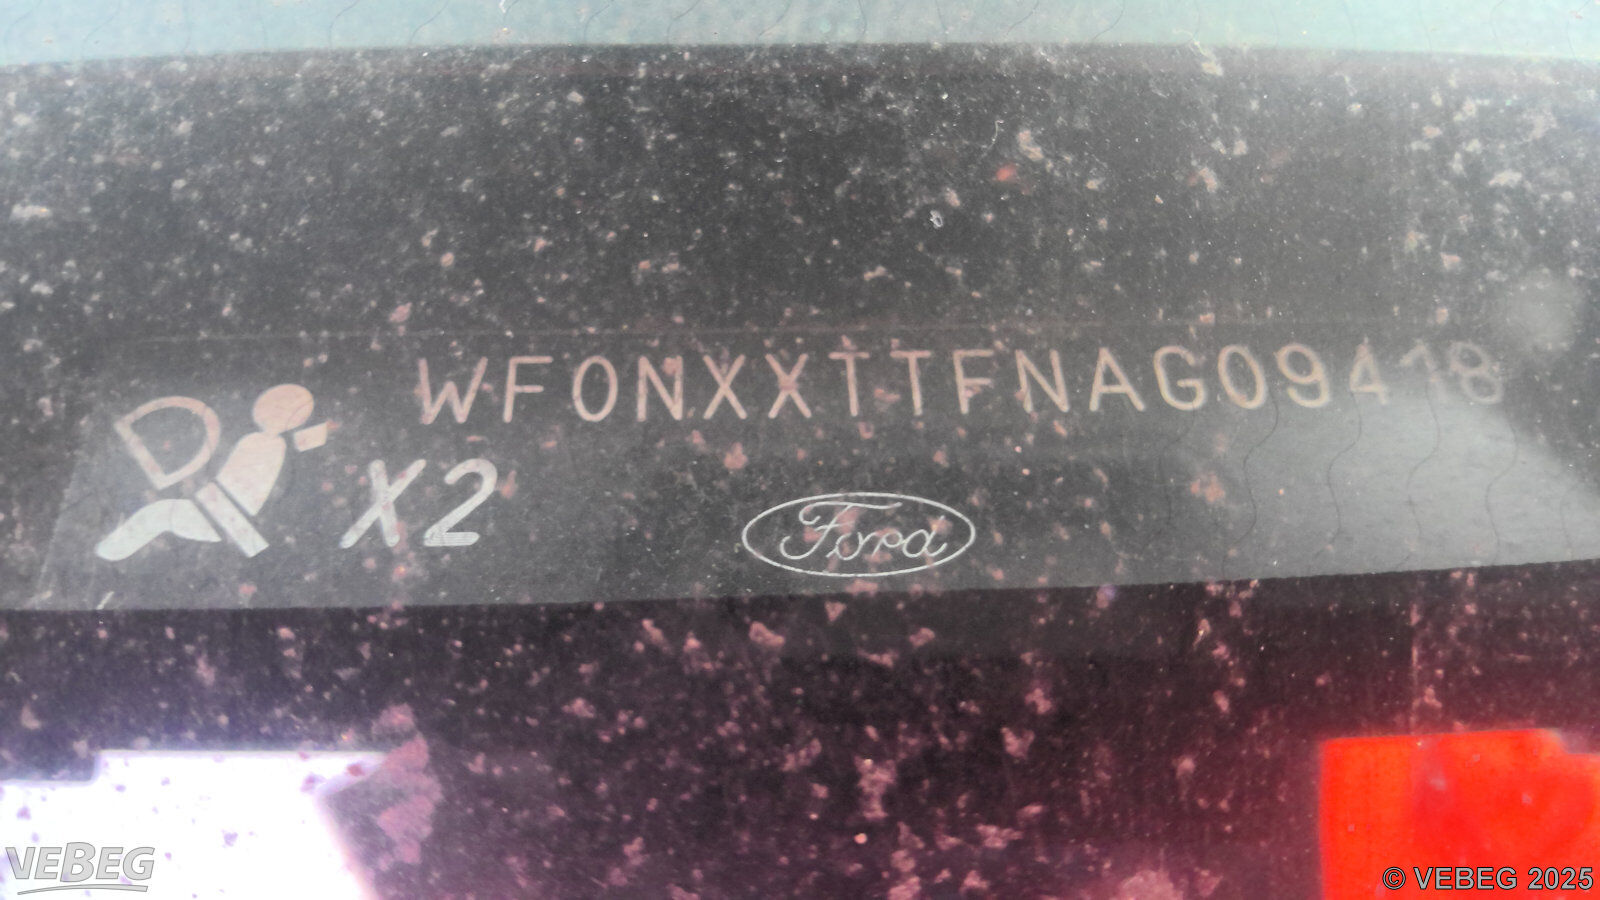 WF0NXXTTFNAG09418
X2
Ford
VEBEG
© VEBEG 2025